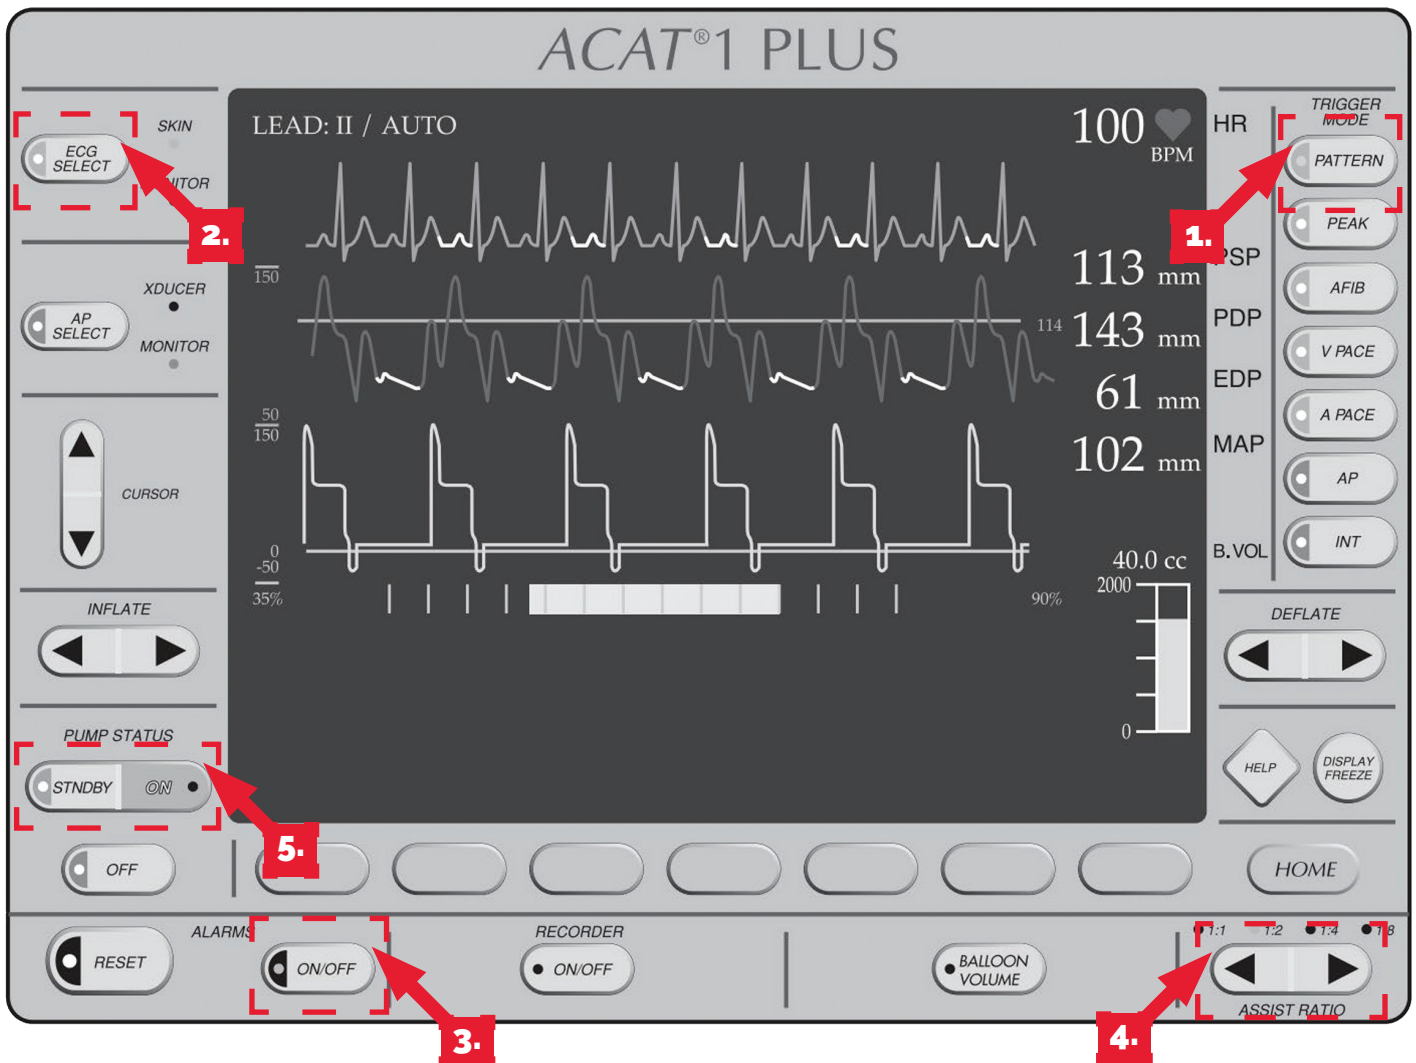 ACAT®1 PLUS
SKIN
ECG
SELECT
2.
XDUCER
AP
SELECT
MONITOR
CURSOR
INFLATE
PUMP STATUS
STNDBY
ON
5.
OFF
LEAD: II / AUTO
100
BPM
HR
150
113 mm
114
143 mm
PDP
61 mm
EDP
50
150
102 mm
MAP
0
-50
35%
90%
40.0 cc
B.VOL
2000
0
TRIGGER
MODE
PATTERN
1.
PEAK
AFIB
V PACE
A PACE
AP
INT
DEFLATE
HELP
DISPLAY
FREEZE
HOME
ALARMS
RESET
ON/OFF
3.
RECORDER
ON/OFF
BALLOON
VOLUME
1:1 1:2 1:4 1:8
ASSIST RATIO
4.